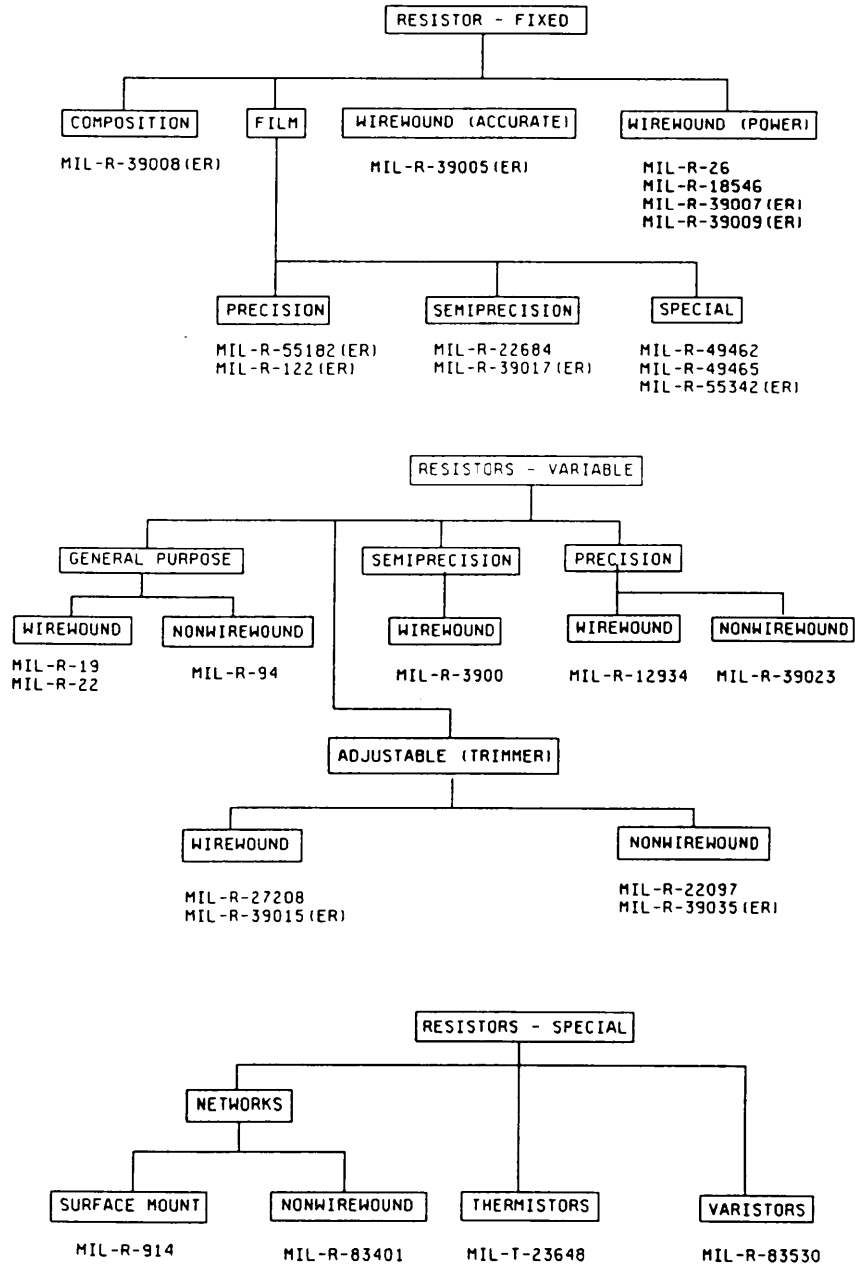 RESISTOR - FIXED
COMPOSITION
FILM
WIREWOUND (ACCURATE)
WIREWOUND (POWER)
MIL-R-39008(ER)
MIL-R-39005(ER)
MIL-R-26
MIL-R-18546
MIL-R-39007(ER)
MIL-R-39009(ER)
PRECISION
SEMIPRECISION
SPECIAL
MIL-R-55182(ER)
MIL-R-122(ER)
MIL-R-22684
MIL-R-39017(ER)
MIL-R-49462
MIL-R-49465
MIL-R-55342(ER)
RESISTORS - VARIABLE
GENERAL PURPOSE
SEMIPRECISION
PRECISION
WIREWOUND
NONWIREWOUND
WIREWOUND
WIREWOUND
NONWIREWOUND
MIL-R-19
MIL-R-22
MIL-R-94
MIL-R-3900
MIL-R-12934
MIL-R-39023
ADJUSTABLE (TRIMMER)
WIREWOUND
NONWIREWOUND
MIL-R-27208
MIL-R-39015(ER)
MIL-R-22097
MIL-R-39035(ER)
RESISTORS - SPECIAL
NETWORKS
SURFACE MOUNT
NONWIREWOUND
THERMISTORS
VARISTORS
MIL-R-914
MIL-R-83401
MIL-T-23648
MIL-R-83530